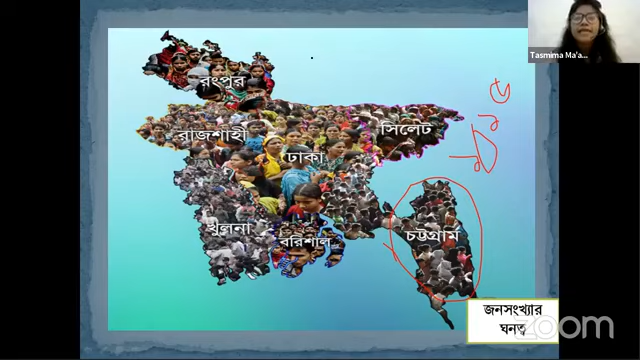 Tasmima Ma'a...
রংপুর
রাজশাহী
সিলেট
ঢাকা
খুলনা
বরিশাল
চট্টগ্রাম
জনসংখ্যার
ঘনত্ব
zoom